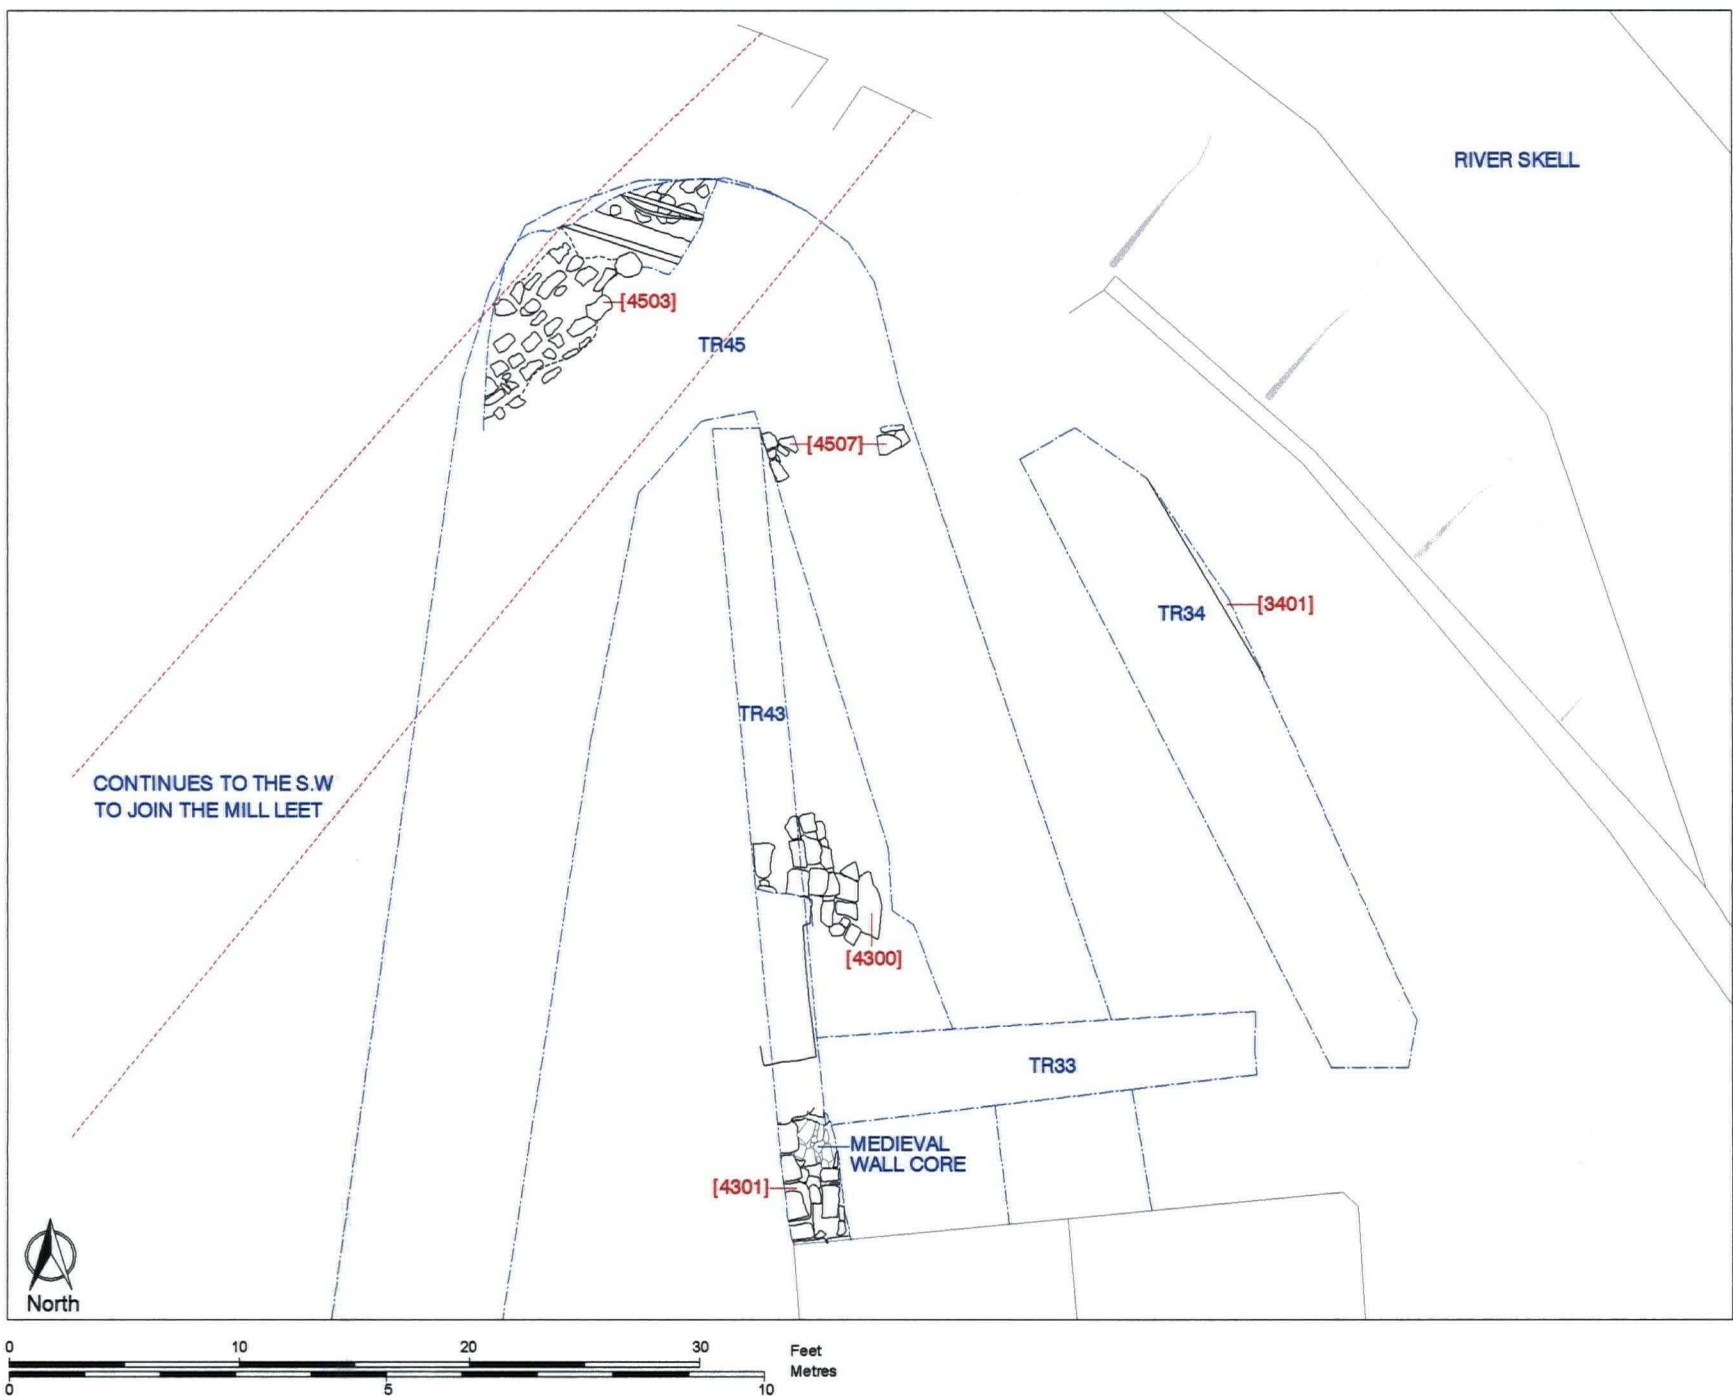 RIVER SKELL
[4503]
TR45
[4507]
[3401]
TR34
TR43
CONTINUES TO THE S.W
TO JOIN THE MILL LEET
[4300]
TR33
MEDIEVAL
WALL CORE
[4301]
North
0 10 20 30 Feet
Metres
0 5 10